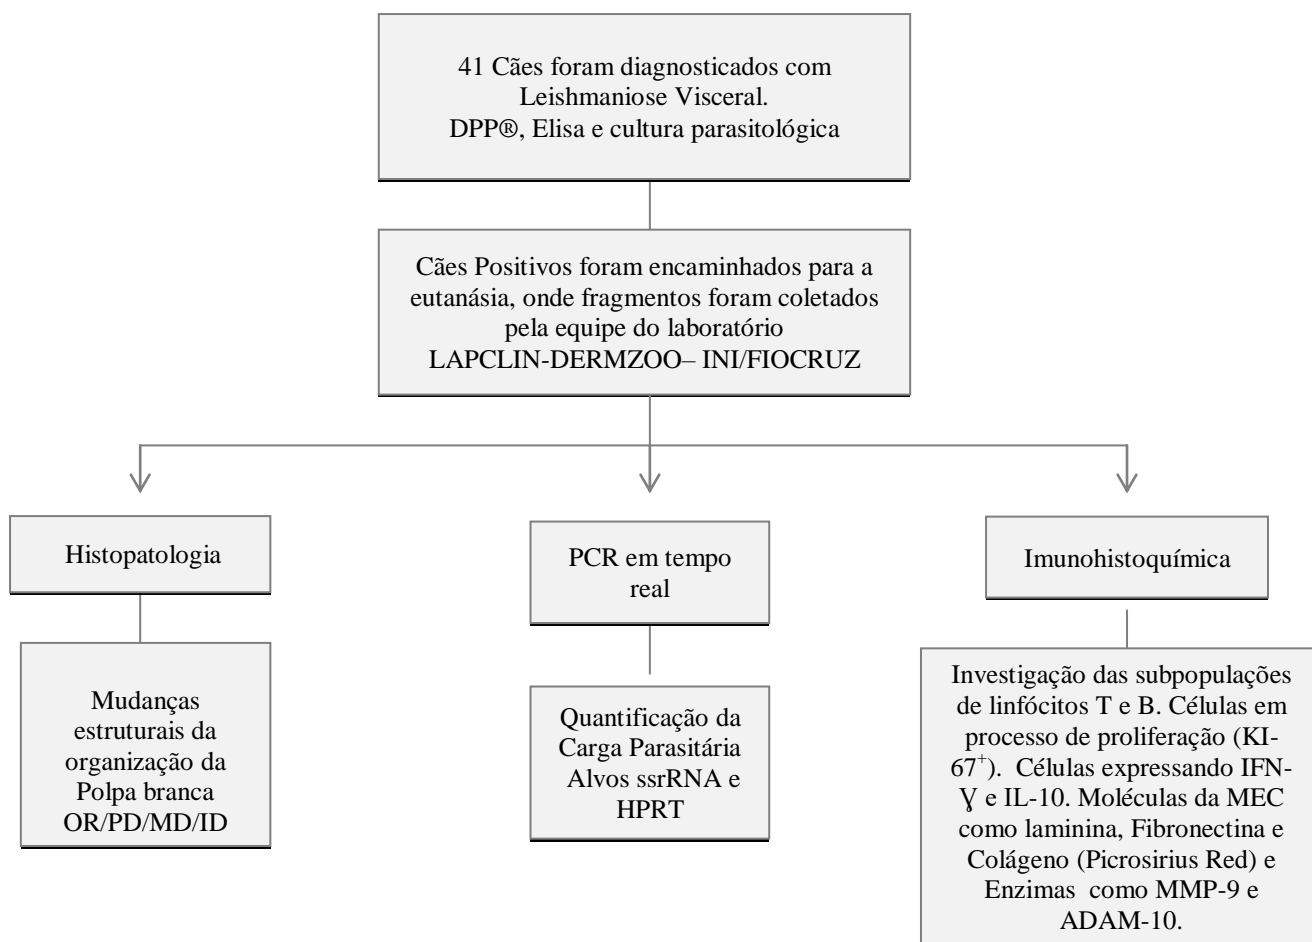 41 Cães foram diagnosticados com
Leishmaniose Visceral.
DPP®, Elisa e cultura parasitológica
Cães Positivos foram encaminhados para a
eutanásia, onde fragmentos foram coletados
pela equipe do laboratório
LAPCLIN-DERMZOO– INI/FIOCRUZ
Histopatologia
Mudanças
estruturais da
organização da
Polpa branca
OR/PD/MD/ID
PCR em tempo
real
Quantificação da
Carga Parasitária
Alvos ssrRNA e
HPRT
Imunohistoquímica
Investigação das subpopulações
de linfócitos T e B. Células em
processo de proliferação (KI-
67⁺). Células expressando IFN-
Ɣ e IL-10. Moléculas da MEC
como laminina, Fibronectina e
Colágeno (Picrosirius Red) e
Enzimas como MMP-9 e
ADAM-10.